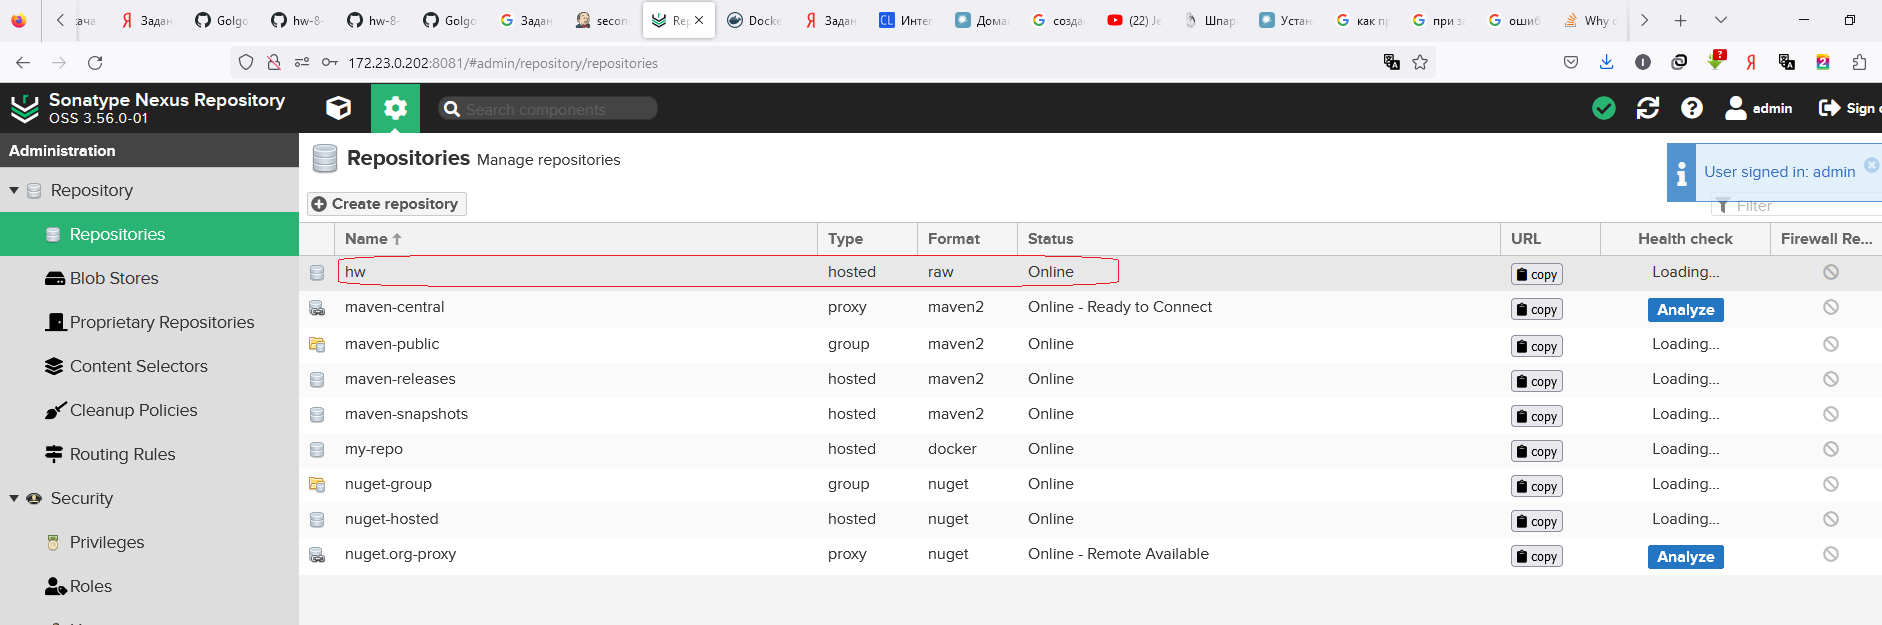 Задан
Golgo
hw-8-
hw-8-
Golgo
Задан
secon
Rep
Docke
Задан
Интег
Дома
созда
(22) Je
Шпар
Устан
как пр
при за
ошиб
Why d
172.23.0.202:8081/#admin/repository/repositories
Sonatype Nexus Repository
OSS 3.56.0-01
Search components
admin
Sign o
Administration
Repository
Repositories
Blob Stores
Proprietary Repositories
Content Selectors
Cleanup Policies
Routing Rules
Security
Privileges
Roles
Repositories Manage repositories
User signed in: admin
Create repository
Filter
Name Type Format Status URL Health check Firewall Re...
hw hosted raw Online copy Loading...
maven-central proxy maven2 Online - Ready to Connect copy Analyze
maven-public group maven2 Online copy Loading...
maven-releases hosted maven2 Online copy Loading...
maven-snapshots hosted maven2 Online copy Loading...
my-repo hosted docker Online copy Loading...
nuget-group group nuget Online copy Loading...
nuget-hosted hosted nuget Online copy Loading...
nuget.org-proxy proxy nuget Online - Remote Available copy Analyze